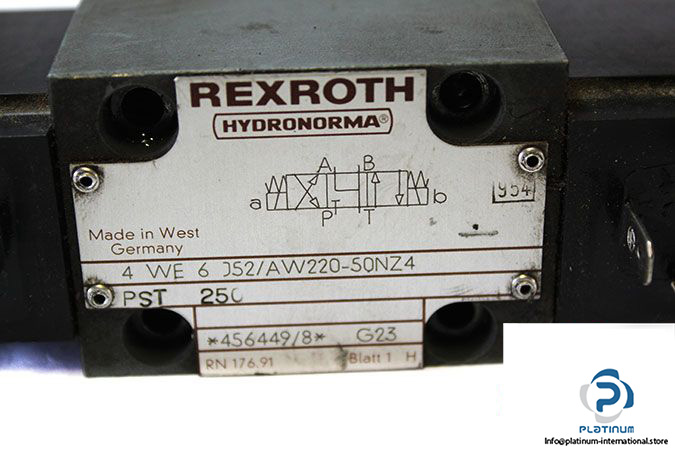 REXROTH
HYDRONORMA®
A B
a b
P T
954
Made in West
Germany
4 WE 6 J52/AW220-50NZ4
PST 250
*456449/8* G23
RN 176.91 Blatt 1 H
PLATINUM
Info@platinum-international.store